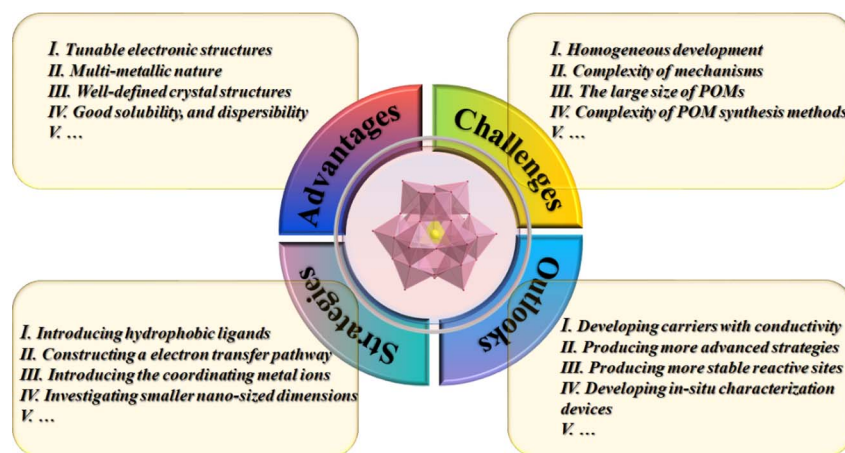 I. Tunable electronic structures
II. Multi-metallic nature
III. Well-defined crystal structures
IV. Good solubility, and dispersibility
V. ...
I. Homogeneous development
II. Complexity of mechanisms
III. The large size of POMs
IV. Complexity of POM synthesis methods
V. ...
Advantages
Challenges
Strategies
Outlooks
I. Introducing hydrophobic ligands
II. Constructing a electron transfer pathway
III. Introducing the coordinating metal ions
IV. Investigating smaller nano-sized dimensions
V. ...
I. Developing carriers with conductivity
II. Producing more advanced strategies
III. Producing more stable reactive sites
IV. Developing in-situ characterization
devices
V. ...